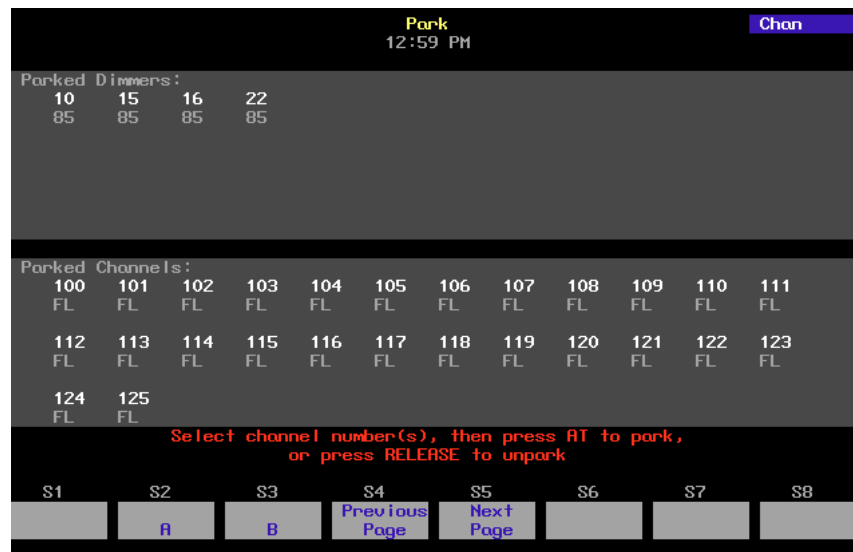 Park
Chan
12:59 PM
Parked Dimmers:
10 15 16 22
85 85 85 85
Parked Channels:
100 101 102 103 104 105 106 107 108 109 110 111
FL FL FL FL FL FL FL FL FL FL FL FL
112 113 114 115 116 117 118 119 120 121 122 123
FL FL FL FL FL FL FL FL FL FL FL FL
124 125
FL FL
Select channel number(s), then press AT to park,
or press RELEASE to unpark
S1 S2 S3 S4 S5 S6 S7 S8
Previous Next
A B Page Page